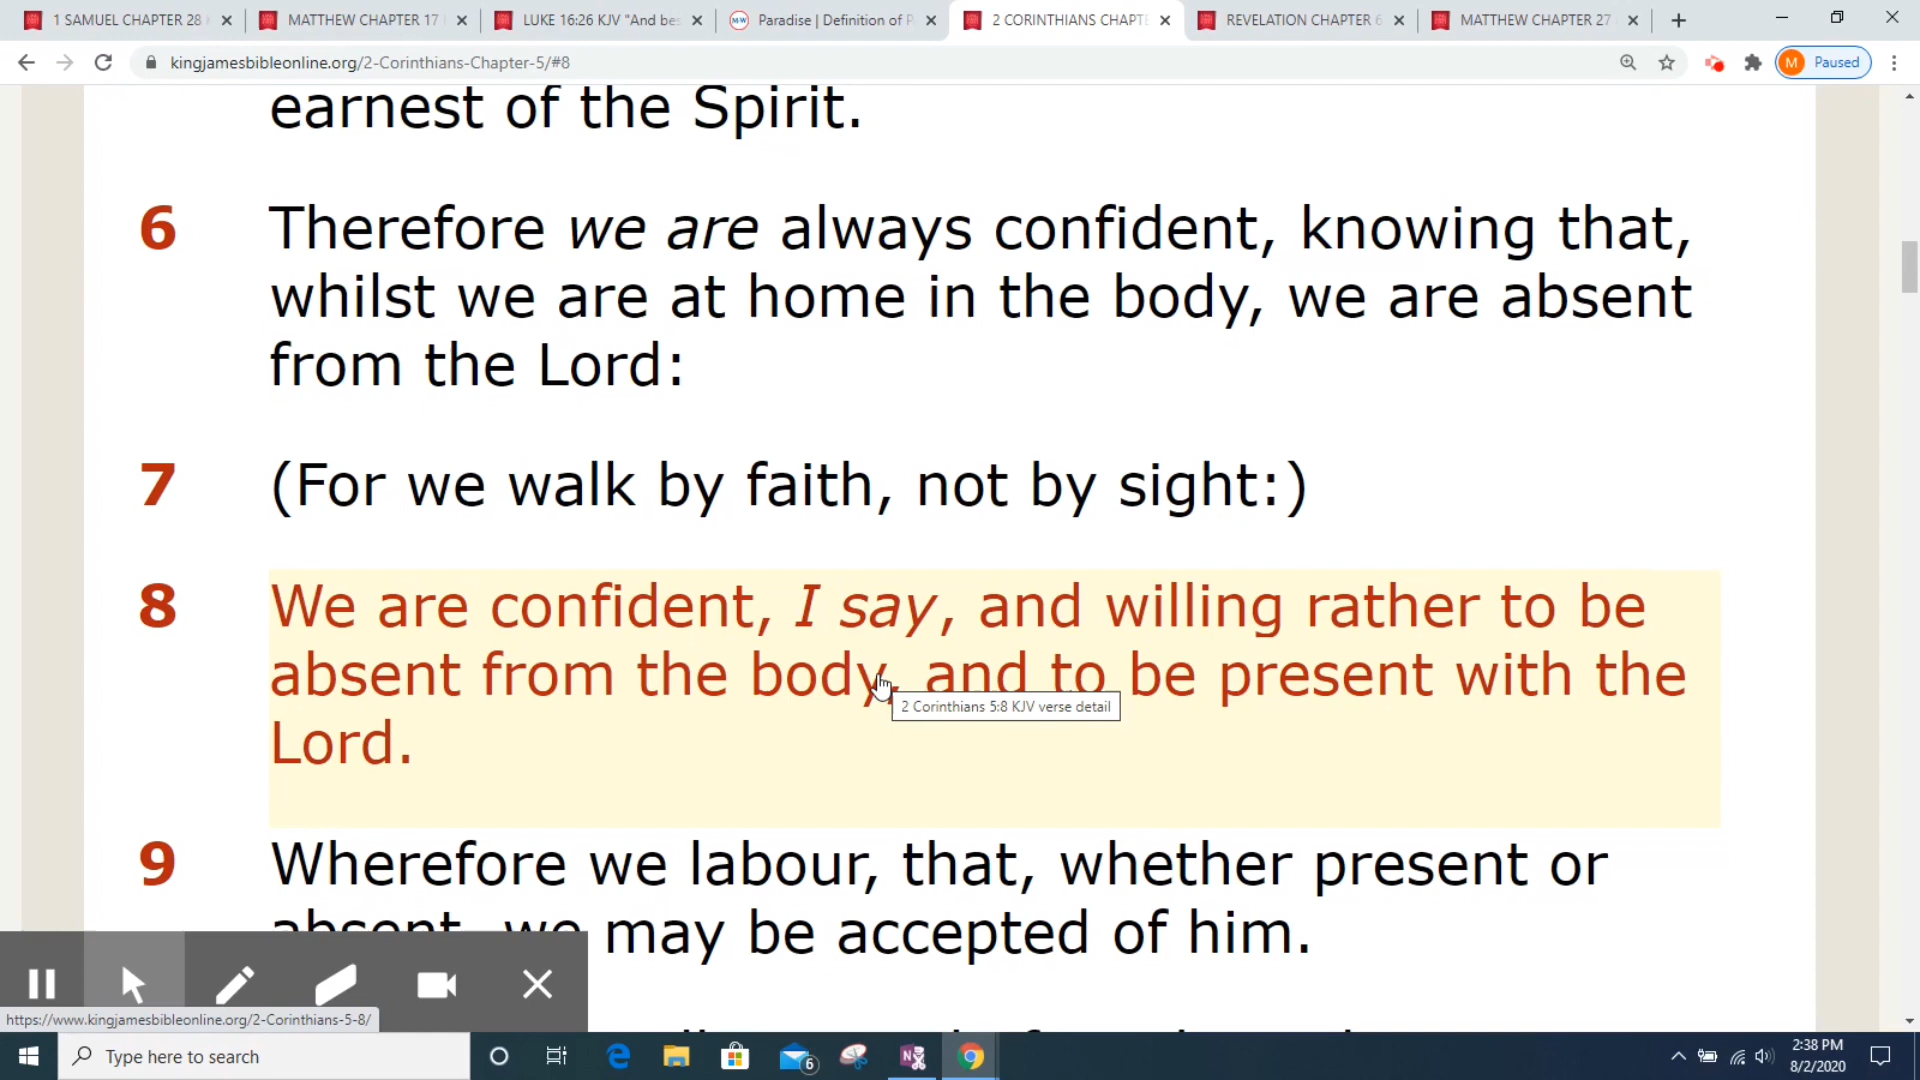 1 SAMUEL CHAPTER 28
MATTHEW CHAPTER 17
LUKE 16:26 KJV "And bes
Paradise | Definition of P
2 CORINTHIANS CHAPTE
REVELATION CHAPTER 6
MATTHEW CHAPTER 27
kingjamesbibleonline.org/2-Corinthians-Chapter-5/#8
M Paused
earnest of the Spirit.
6 Therefore we are always confident, knowing that,
whilst we are at home in the body, we are absent
from the Lord:
7 (For we walk by faith, not by sight:)
8 We are confident, I say, and willing rather to be
absent from the body, and to be present with the
2 Corinthians 5:8 KJV verse detail
Lord.
9 Wherefore we labour, that, whether present or
absent, we may be accepted of him.
https://www.kingjamesbibleonline.org/2-Corinthians-5-8/
Type here to search
6
2:38 PM
8/2/2020